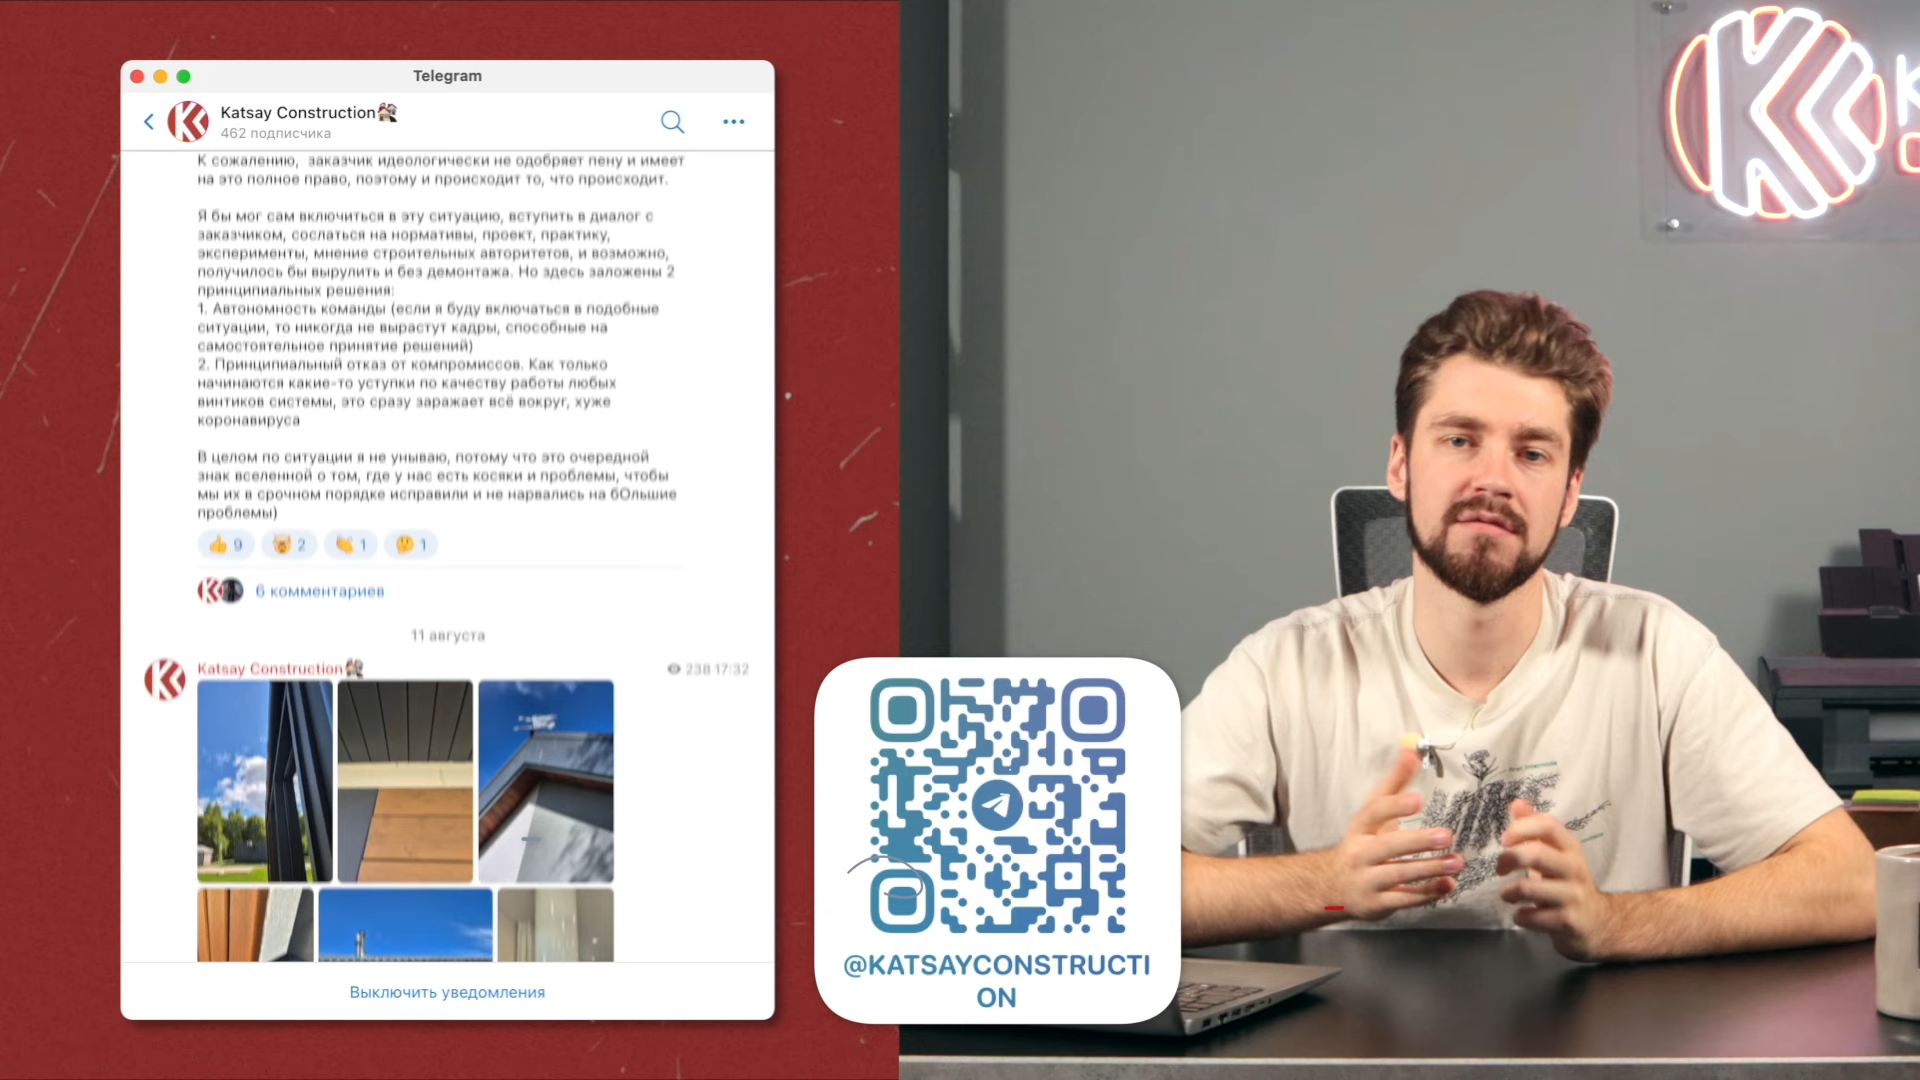 Telegram
Katsay Construction
462 подписчика
К сожалению, заказчик идеологически не одобряет пену и имеет
на это полное право, поэтому и происходит то, что происходит.
Я бы мог сам включиться в эту ситуацию, вступить в диалог с
заказчиком, сослаться на нормативы, проект, практику,
эксперименты, мнение строительных авторитетов, и возможно,
получилось бы вырулить и без демонтажа. Но здесь заложены 2
принципиальных решения:
1. Автономность команды (если я буду включаться в подобные
ситуации, то никогда не вырастут кадры, способные на
самостоятельное принятие решений)
2. Принципиальный отказ от компромиссов. Как только
начинаются какие-то уступки по качеству работы любых
винтиков системы, это сразу заражает всё вокруг, хуже
коронавируса
В целом по ситуации я не унываю, потому что это очередной
знак вселенной о том, где у нас есть косяки и проблемы, чтобы
мы их в срочном порядке исправили и не нарвались на бОльшие
проблемы)
9 2 1 1
6 комментариев
11 августа
Katsay Construction 238 17:32
Выключить уведомления
@KATSAYCONSTRUCTI
ON